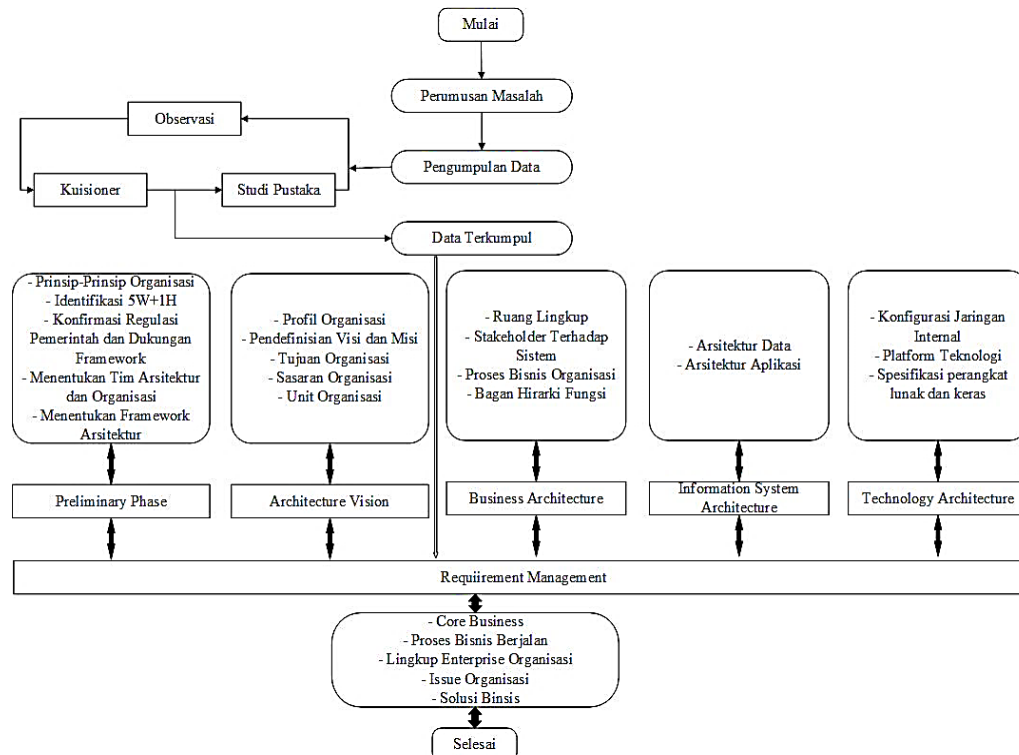 Mulai
Perumusan Masalah
Observasi
Pengumpulan Data
Kuisioner
Studi Pustaka
Data Terkumpul
- Prinsip-Prinsip Organisasi
- Identifikasi 5W+1H
- Konfirmasi Regulasi
Pemerintah dan Dukungan
Framework
- Menentukan Tim Arsitektur
dan Organisasi
- Menentukan Framework
Arsitektur
- Profil Organisasi
- Pendefinisian Visi dan Misi
- Tujuan Organisasi
- Sasaran Organisasi
- Unit Organisasi
- Ruang Lingkup
- Stakeholder Terhadap
Sistem
- Proses Bisnis Organisasi
- Bagan Hirarki Fungsi
- Arsitektur Data
- Arsitektur Aplikasi
- Konfigurasi Jaringan
Internal
- Platform Teknologi
- Spesifikasi perangkat
lunak dan keras
Preliminary Phase
Architecture Vision
Business Architecture
Information System
Architecture
Technology Architecture
Requiirement Management
- Core Business
- Proses Bisnis Berjalan
- Lingkup Enterprise Organisasi
- Issue Organisasi
- Solusi Binsis
Selesai